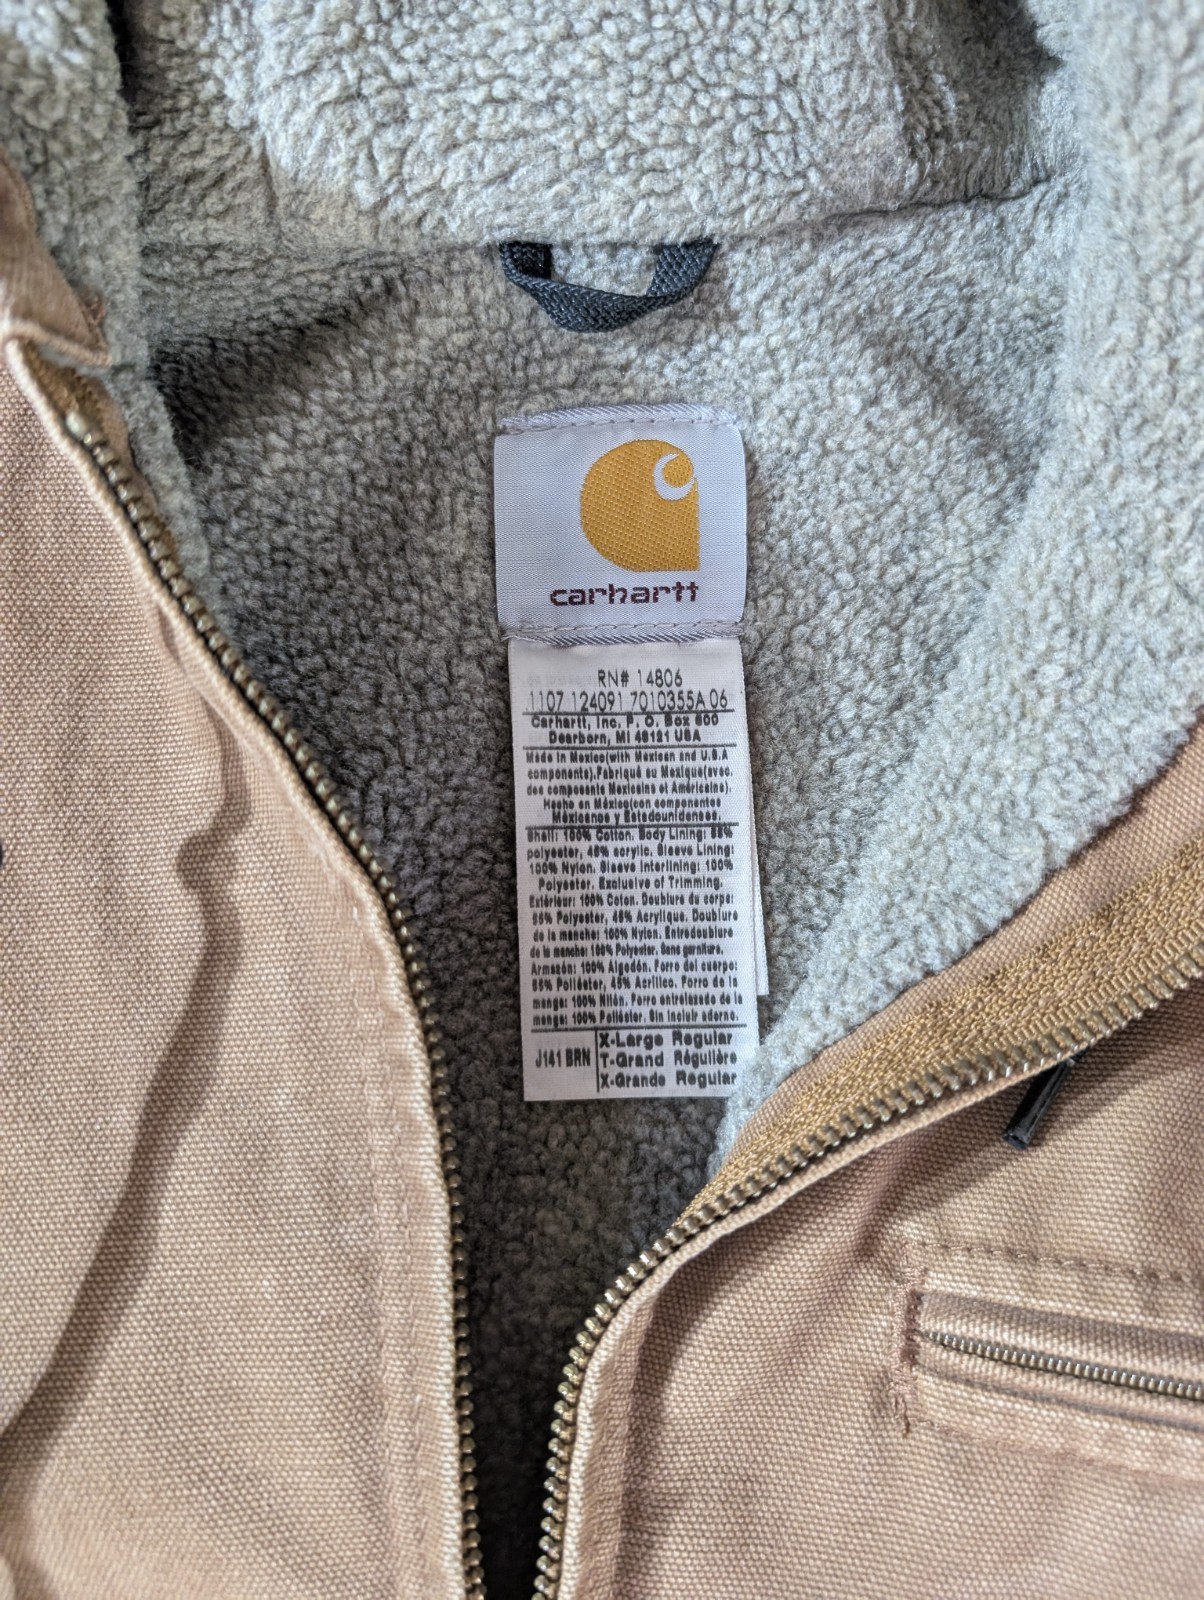 carhartt
RN# 14806
1107 124091 7010355A 06
Carhartt, Inc. P. O. Box 600
Dearborn, MI 48121 USA
Made in Mexico(with Mexican and U.S.A
components).Fabriqué au Mexique(avec.
des composants Mexicains et Américains).
Hecho en México(con componentes
Mexicanos y Estadounidenses.
Shell: 100% Cotton. Body Lining: 55%
polyester, 45% acrylic. Sleeve Lining:
100% Nylon. Sleeve Interlining: 100%
Polyester. Exclusive of Trimming.
Extérieur: 100% Coton. Doublure du corps:
55% Polyester, 45% Acrylique. Doublure
de la manche: 100% Nylon. Entredoublure
de la manche: 100% Polyester. Sans garniture.
Armazón: 100% Algodón. Forro del cuerpo:
55% Poliéster, 45% Acrílico. Forro de la
manga: 100% Nilón. Forro entrelazado de la
manga: 100% Poliéster. Sin incluir adorno.
J141 BRN
X-Large Regular
T-Grand Régulière
X-Grande Regular